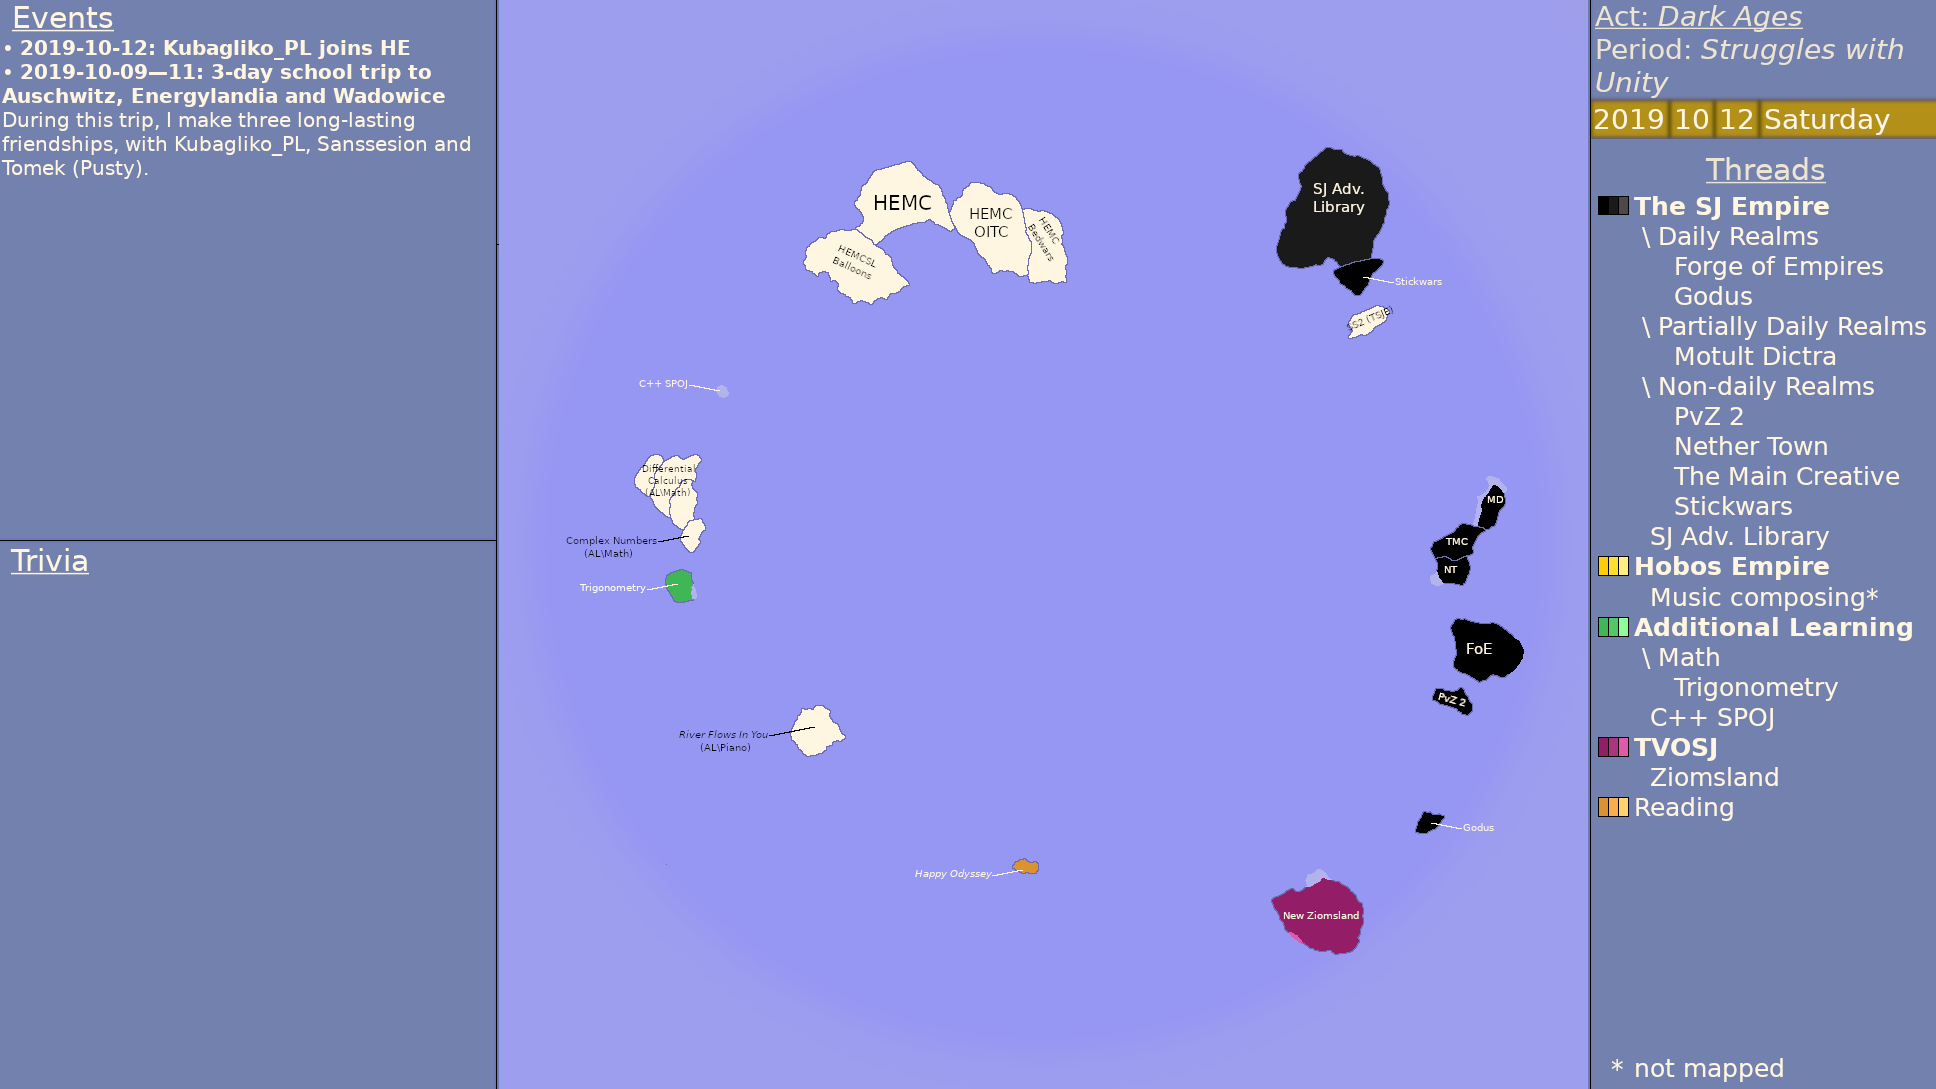 Events
• 2019-10-12: Kubagliko_PL joins HE
• 2019-10-09—11: 3-day school trip to
Auschwitz, Energylandia and Wadowice
During this trip, I make three long-lasting
friendships, with Kubagliko_PL, Sanssesion and
Tomek (Pusty).
Trivia
HEMC
HEMC
OITC
HEMC
Bedwars
HEMCSL
Balloons
SJ Adv.
Library
Stickwars
S2 (TSJE)
C++ SPOJ
Differential
Calculus
(AL\Math)
Complex Numbers
(AL\Math)
Trigonometry
MD
TMC
NT
FoE
PvZ 2
River Flows In You
(AL\Piano)
Godus
Happy Odyssey
New Ziomsland
Act: Dark Ages
Period: Struggles with
Unity
2019 10 12 Saturday
Threads
The SJ Empire
\ Daily Realms
Forge of Empires
Godus
\ Partially Daily Realms
Motult Dictra
\ Non-daily Realms
PvZ 2
Nether Town
The Main Creative
Stickwars
SJ Adv. Library
Hobos Empire
Music composing*
Additional Learning
\ Math
Trigonometry
C++ SPOJ
TVOSJ
Ziomsland
Reading
* not mapped